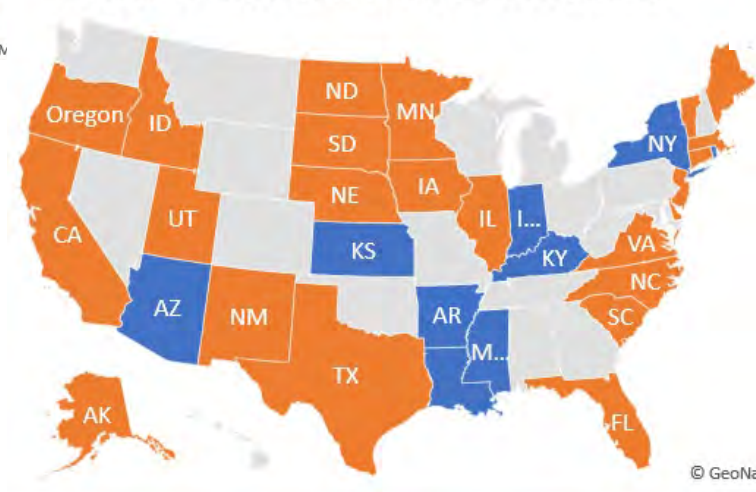 M
ND
MN
Oregon
ID
SD
NY
NE
IA
IL
I...
UT
CA
KS
KY
VA
NC
AZ
NM
AR
SC
M...
TX
AK
FL
© GeoNa